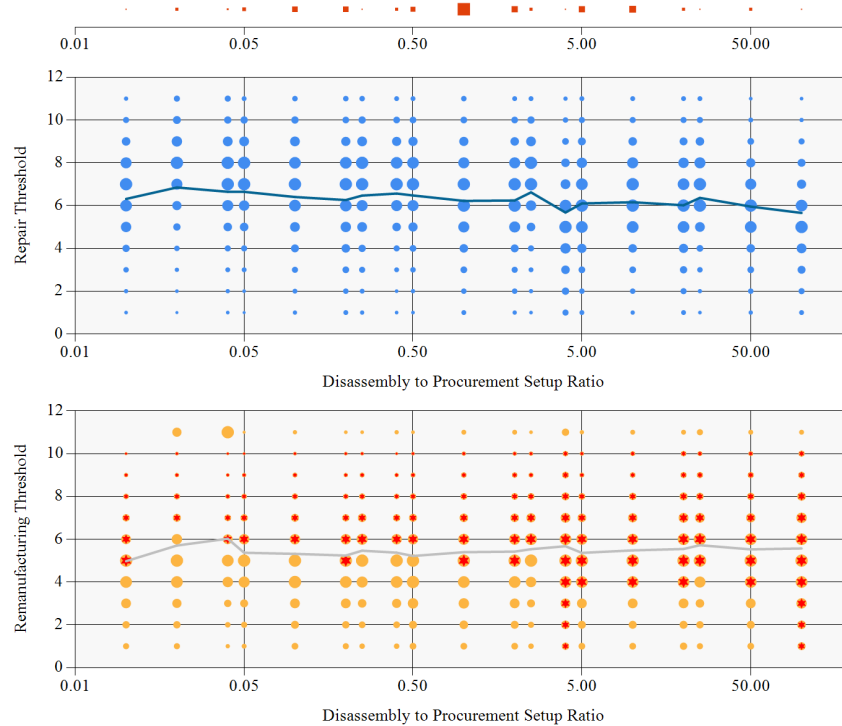 0.01 0.05 0.50 5.00 50.00
12
10
8
6
4
2
0
Repair Threshold
0.01 0.05 0.50 5.00 50.00
Disassembly to Procurement Setup Ratio
12
10
8
6
4
2
0
Remanufacturing Threshold
0.01 0.05 0.50 5.00 50.00
Disassembly to Procurement Setup Ratio